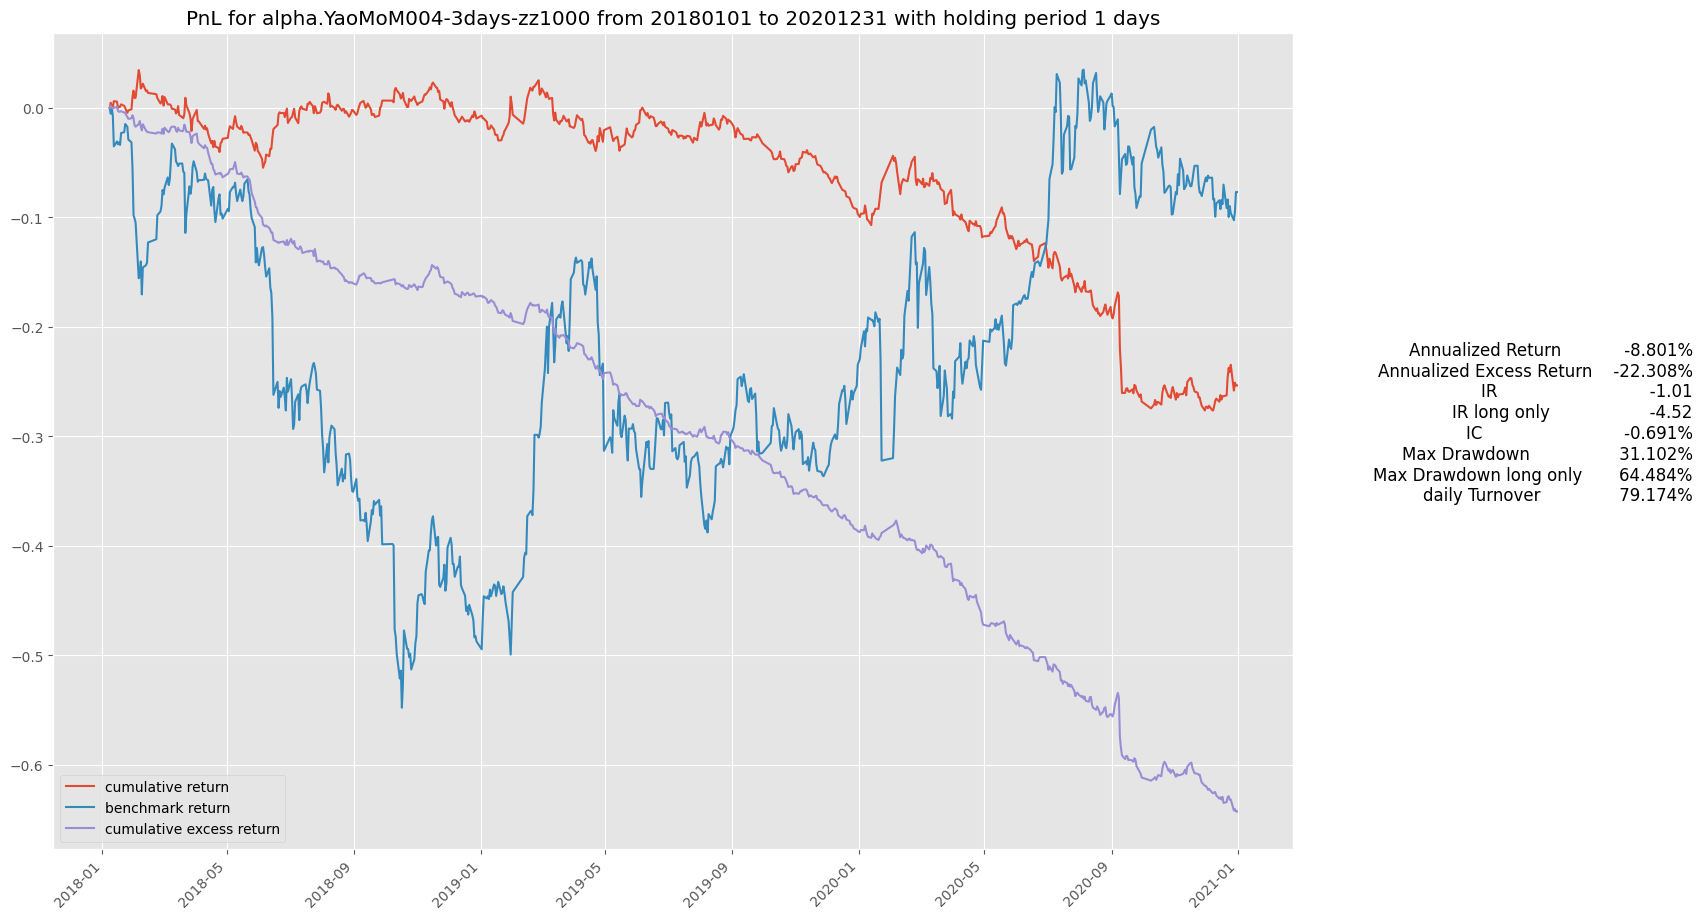 PnL for alpha.YaoMoM004-3days-zz1000 from 20180101 to 20201231 with holding period 1 days
0.0
−0.1
−0.2
−0.3
−0.4
−0.5
−0.6
cumulative return
benchmark return
cumulative excess return
2018-01
2018-05
2018-09
2019-01
2019-05
2019-09
2020-01
2020-05
2020-09
2021-01
Annualized Return -8.801%
Annualized Excess Return -22.308%
IR -1.01
IR long only -4.52
IC -0.691%
Max Drawdown 31.102%
Max Drawdown long only 64.484%
daily Turnover 79.174%